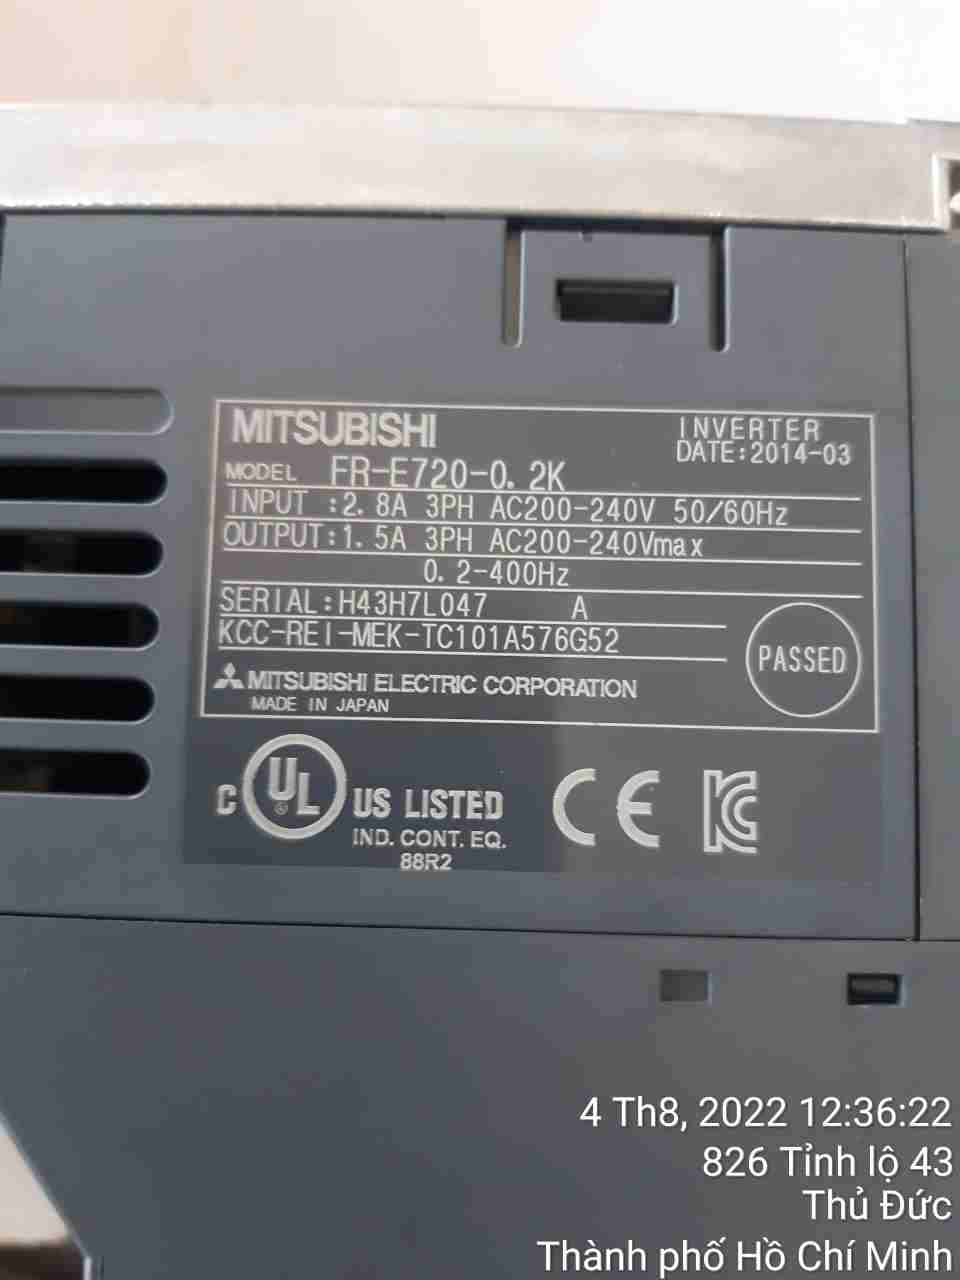 MITSUBISHI
INVERTER
DATE:2014-03
MODEL FR-E720-0.2K
INPUT :2.8A 3PH AC200-240V 50/60Hz
OUTPUT:1.5A 3PH AC200-240Vmax
0.2-400Hz
SERIAL:H43H7L047 A
KCC-REI-MEK-TC101A576G52
PASSED
MITSUBISHI ELECTRIC CORPORATION
MADE IN JAPAN
C UL US LISTED
IND. CONT. EQ.
88R2
CE
KC
4 Th8, 2022 12:36:22
826 Tỉnh lộ 43
Thủ Đức
Thành phố Hồ Chí Minh